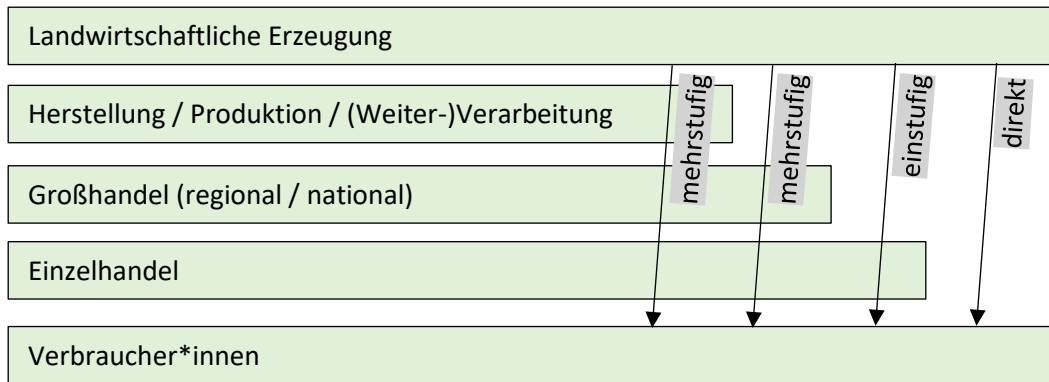 Landwirtschaftliche Erzeugung
Herstellung / Produktion / (Weiter-)Verarbeitung
Großhandel (regional / national)
Einzelhandel
Verbraucher*innen
mehrstufig
mehrstufig
einstufig
direkt